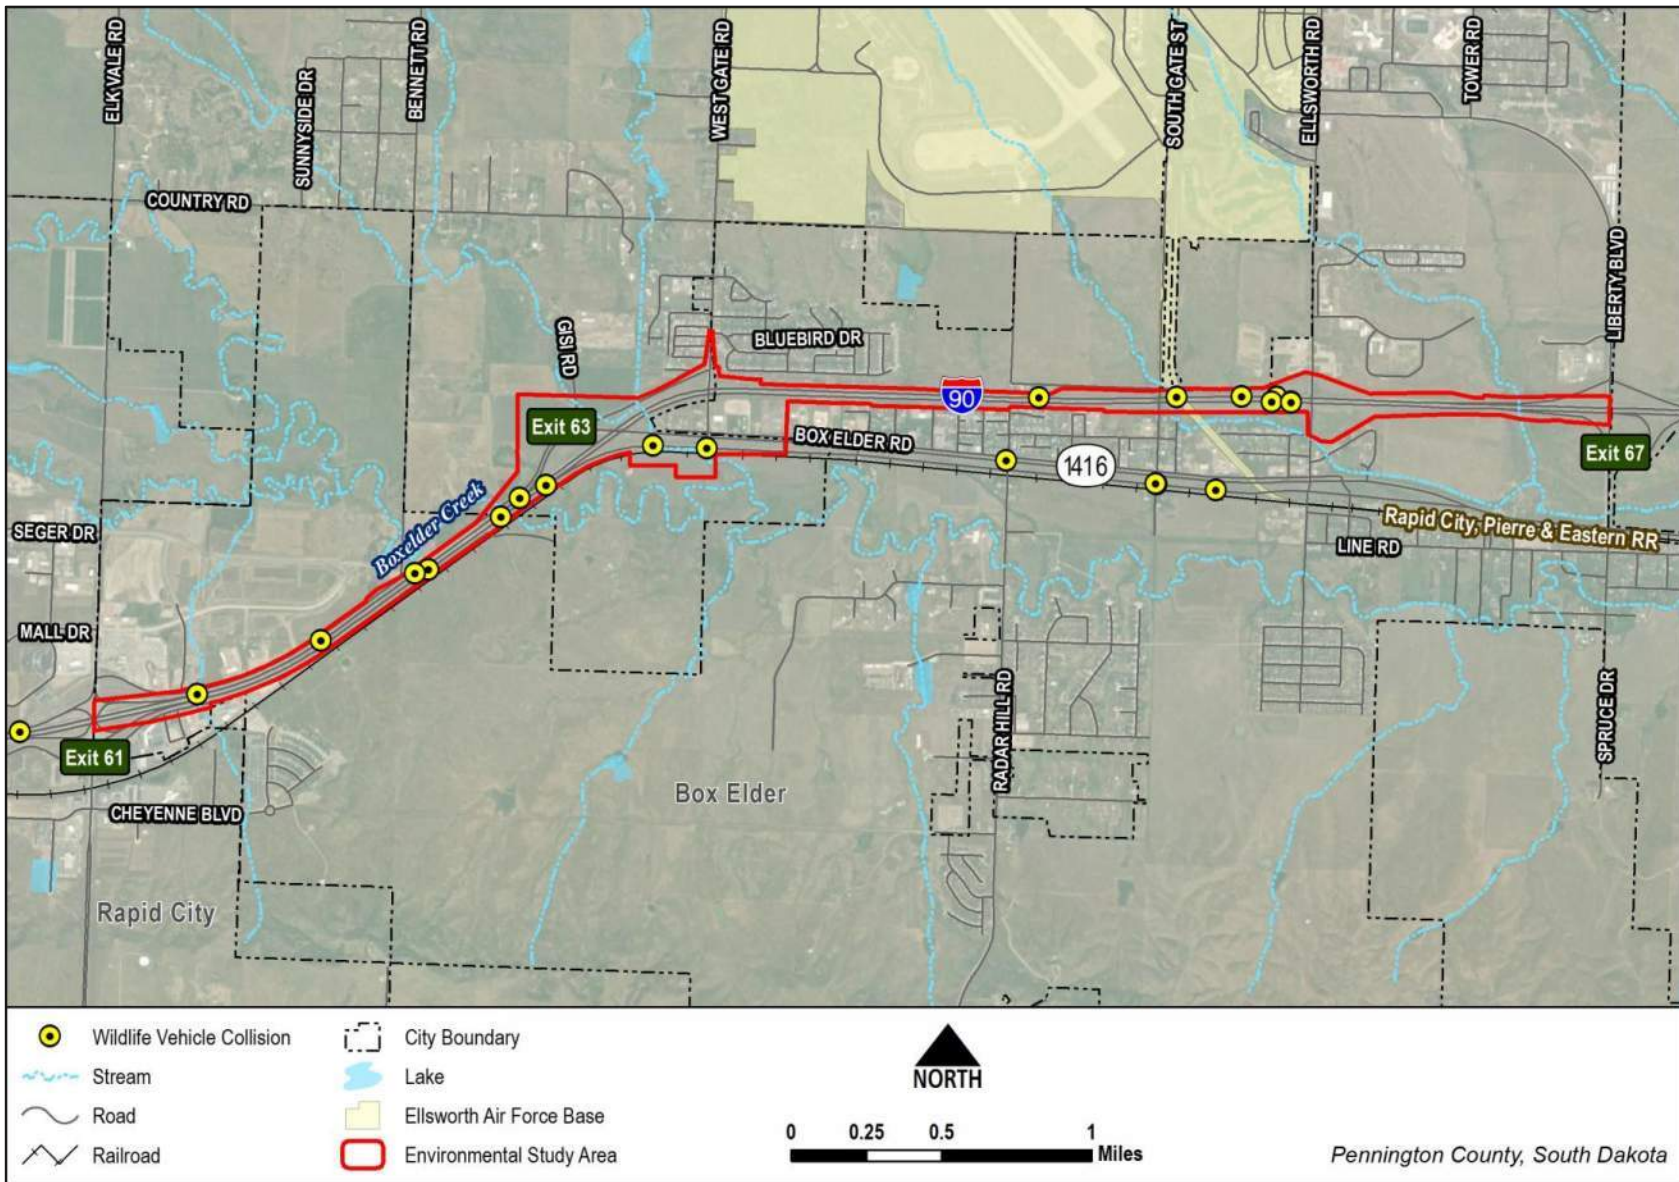 ELK VALE RD
SUNNYSIDE DR
BENNETT RD
WEST GATE RD
SOUTH GATE ST
ELLSWORTH RD
TOWER RD
COUNTRY RD
LIBERTY BLVD
GISI RD
BLUEBIRD DR
90
Exit 63
BOX ELDER RD
1416
Exit 67
Boxelder Creek
SEGER DR
Rapid City, Pierre & Eastern RR
LINE RD
MALL DR
RADAR HILL RD
SPRUCE DR
Exit 61
Box Elder
CHEYENNE BLVD
Rapid City
Wildlife Vehicle Collision
Stream
Road
Railroad
City Boundary
Lake
Ellsworth Air Force Base
Environmental Study Area
NORTH
0 0.25 0.5 1
Miles
Pennington County, South Dakota